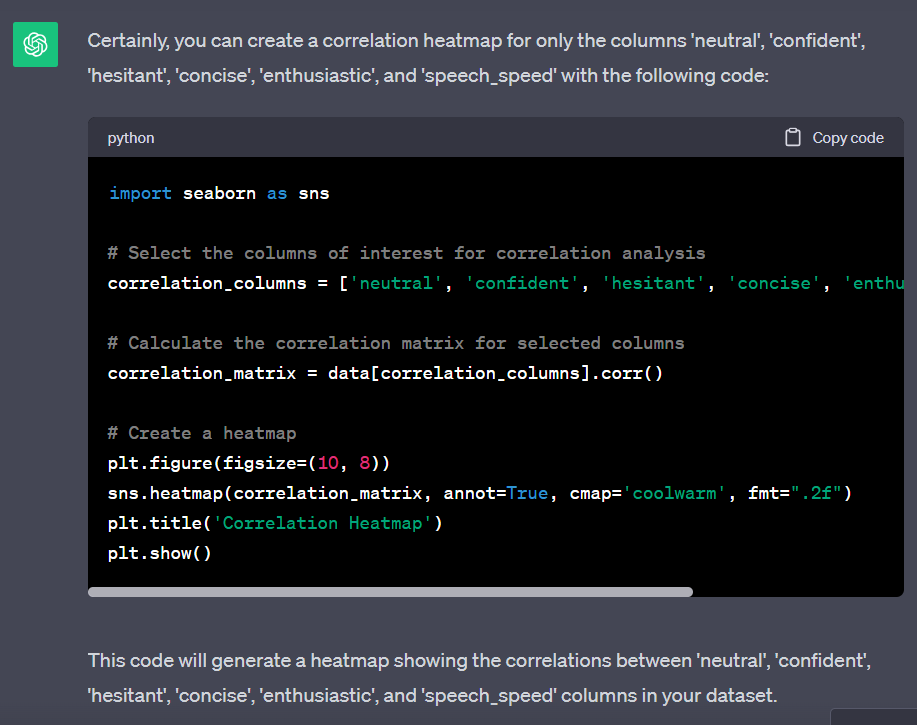 Certainly, you can create a correlation heatmap for only the columns 'neutral', 'confident',
'hesitant', 'concise', 'enthusiastic', and 'speech_speed' with the following code:
python
Copy code
import seaborn as sns
# Select the columns of interest for correlation analysis
correlation_columns = ['neutral', 'confident', 'hesitant', 'concise', 'enthu
# Calculate the correlation matrix for selected columns
correlation_matrix = data[correlation_columns].corr()
# Create a heatmap
plt.figure(figsize=(10, 8))
sns.heatmap(correlation_matrix, annot=True, cmap='coolwarm', fmt=".2f")
plt.title('Correlation Heatmap')
plt.show()
This code will generate a heatmap showing the correlations between 'neutral', 'confident',
'hesitant', 'concise', 'enthusiastic', and 'speech_speed' columns in your dataset.